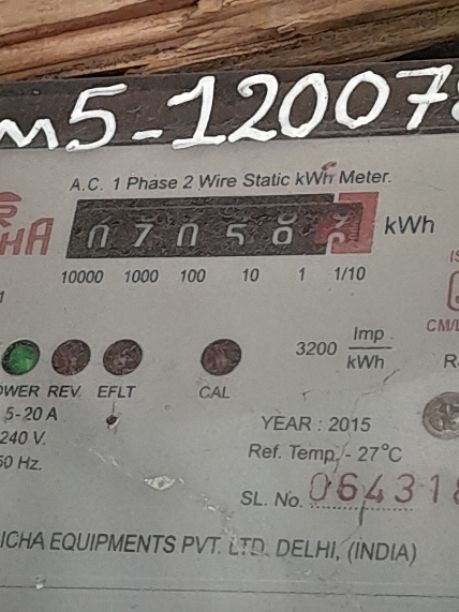 m5-12007
A.C. 1 Phase 2 Wire Static kWh Meter.
HA
07058 kWh
10000 1000 100 10 1 1/10
3200 Imp/kWh
CM/L
POWER REV EFLT CAL
5-20 A
240 V.
50 Hz.
YEAR : 2015
Ref. Temp. - 27°C
SL. No. 06431
ICHA EQUIPMENTS PVT. LTD. DELHI, (INDIA)